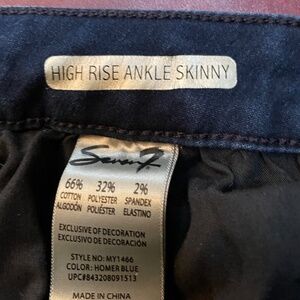 HIGH RISE ANKLE SKINNY
Seven7
66% 32% 2%
COTTON POLYESTER SPANDEX
ALGODÓN POLIÉSTER ELASTINO
EXCLUSIVE OF DECORATION
EXCLUSIVO DE DECORACIÓN
STYLE NO: MY1466
COLOR: HOMER BLUE
UPC#843208091513
MADE IN CHINA